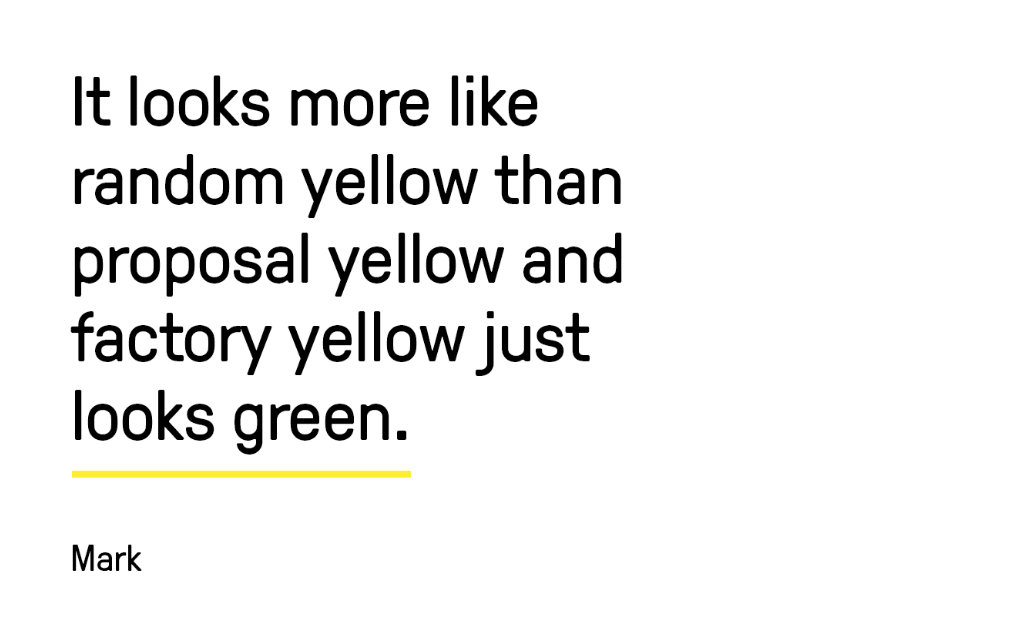 It looks more like
random yellow than
proposal yellow and
factory yellow just
looks green.
Mark